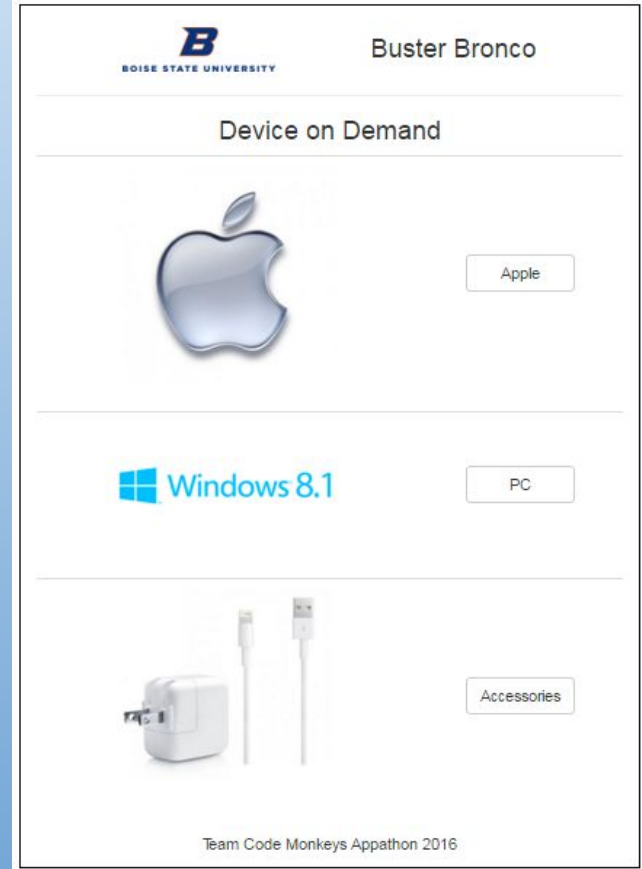 B
BOISE STATE UNIVERSITY
Buster Bronco
Device on Demand
Apple
Windows 8.1
PC
Accessories
Team Code Monkeys Appathon 2016